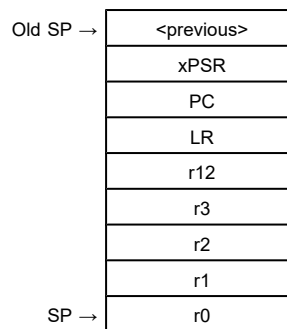 Old SP → <previous>
xPSR
PC
LR
r12
r3
r2
r1
SP → r0